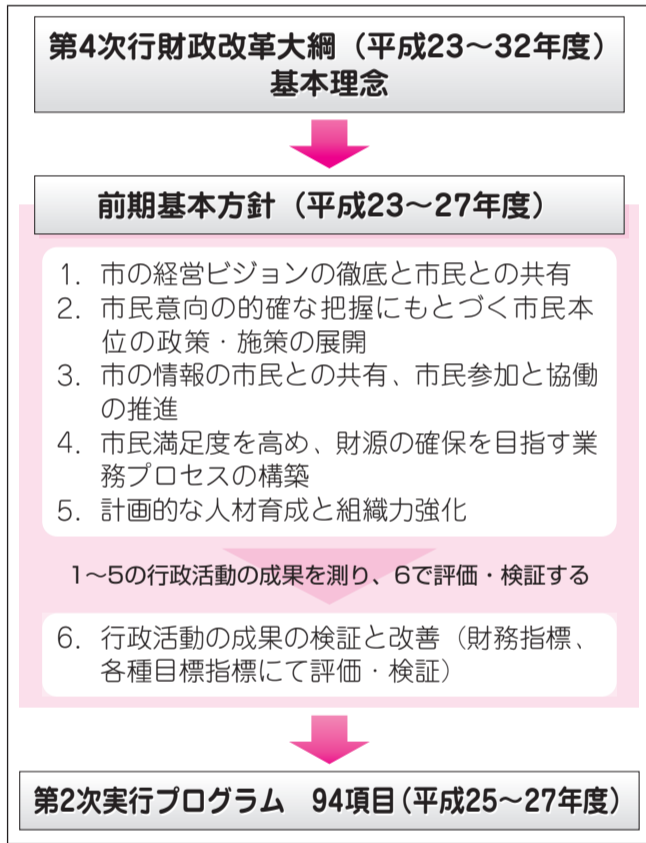 第4次行財政改革大綱（平成23～32年度）
基本理念
前期基本方針（平成23～27年度）
1. 市の経営ビジョンの徹底と市民との共有
2. 市民意向の的確な把握にもとづく市民本
位の政策・施策の展開
3. 市の情報の市民との共有、市民参加と協働
の推進
4. 市民満足度を高め、財源の確保を目指す業
務プロセスの構築
5. 計画的な人材育成と組織力強化
1～5の行政活動の成果を測り、6で評価・検証する
6. 行政活動の成果の検証と改善（財務指標、
各種目標指標にて評価・検証）
第2次実行プログラム　94項目（平成25～27年度）